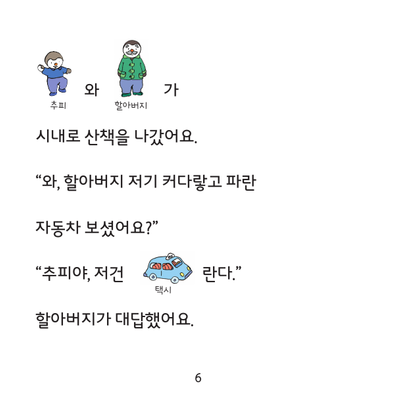 와 가
추피 할아버지
시내로 산책을 나갔어요.
“와, 할아버지 저기 커다랗고 파란
자동차 보셨어요?”
“추피야, 저건 란다.”
택시
할아버지가 대답했어요.
6